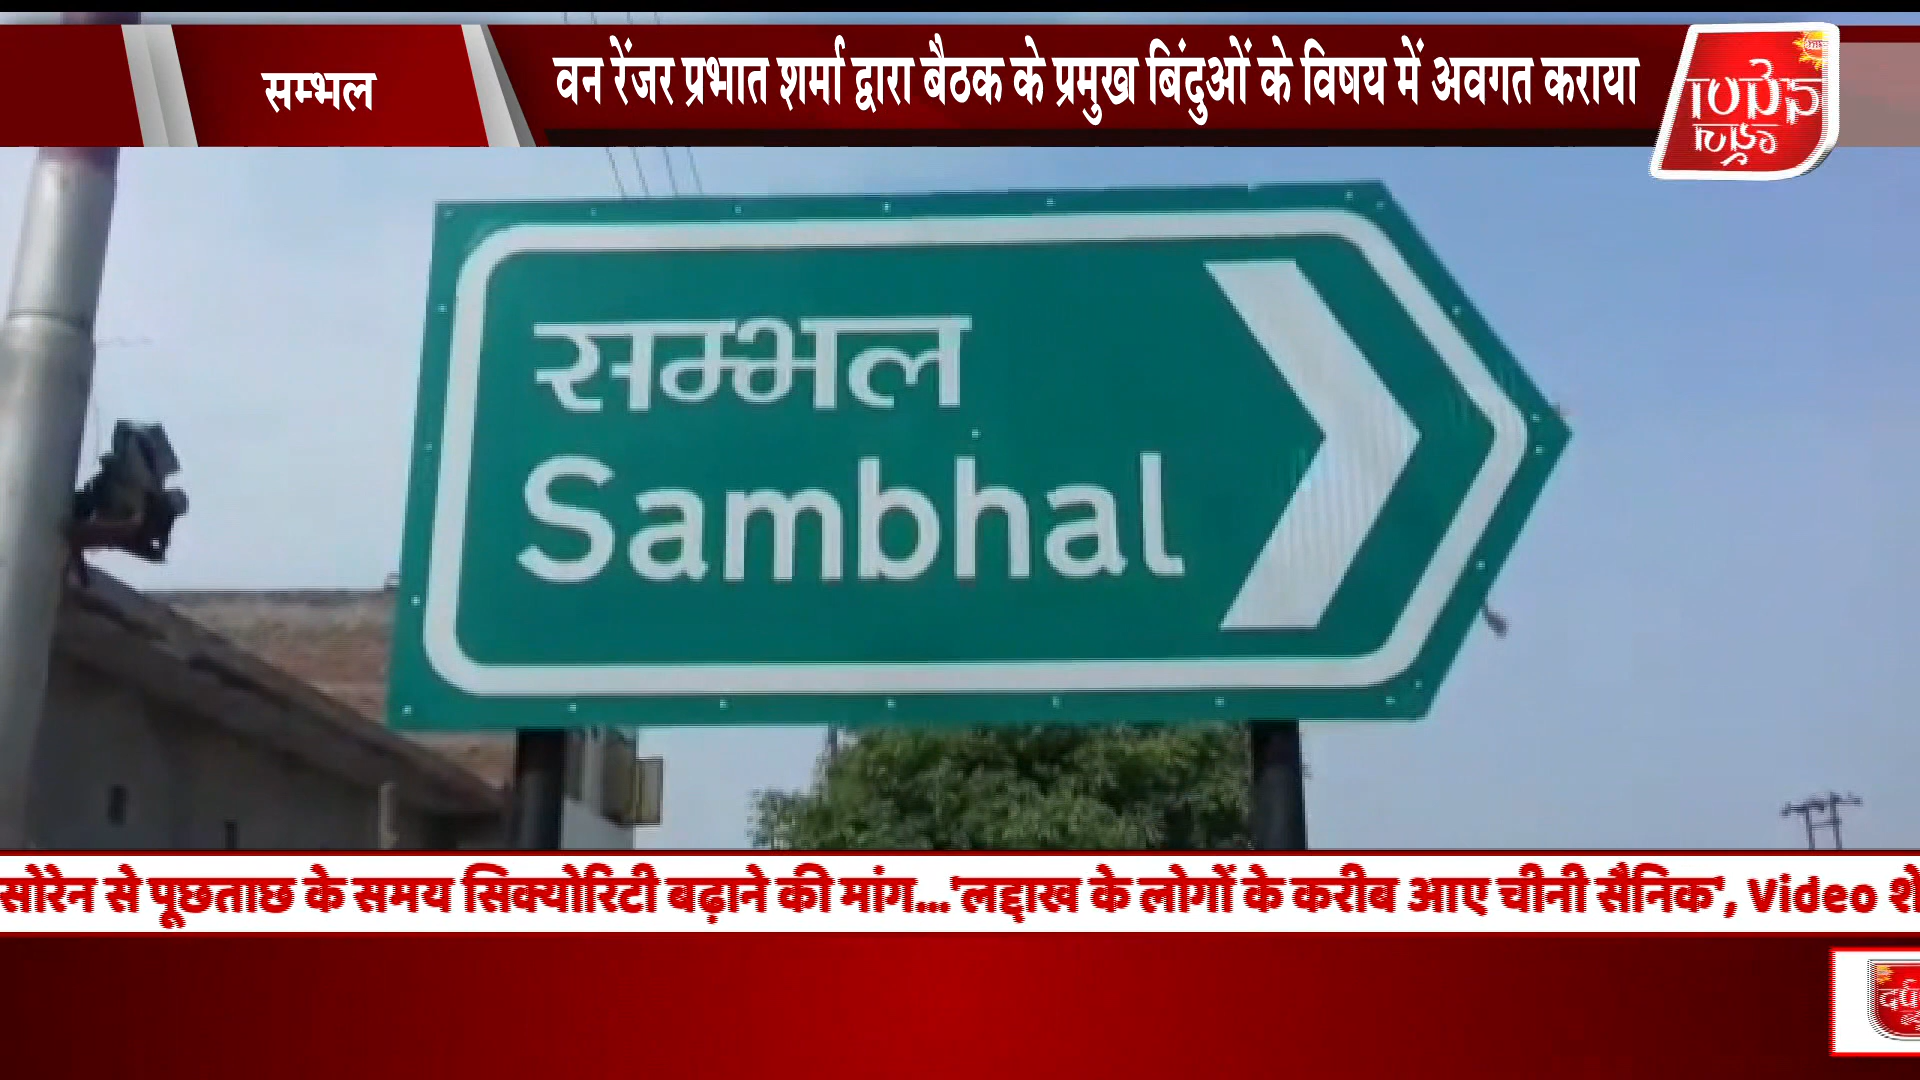 सम्भल
वन रेंजर प्रभात शर्मा द्वारा बैठक के प्रमुख बिंदुओं के विषय में अवगत कराया
सम्भल
Sambhal
सोरेन से पूछताछ के समय सिक्योरिटी बढ़ाने की मांग...'लद्दाख के लोगों के करीब आए चीनी सैनिक', Video शे